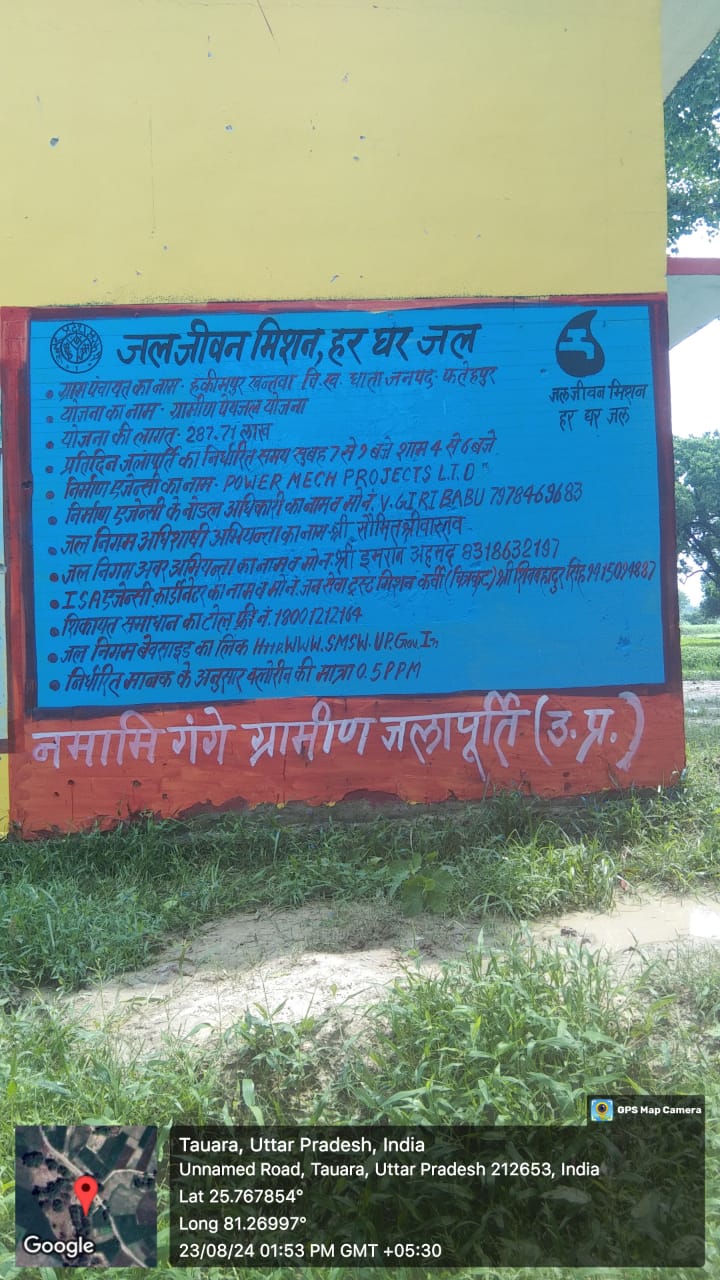 जल जीवन मिशन, हर घर जल
जल जीवन मिशन
हर घर जल
• ग्राम पंचायत का नाम - हकीमपुर खन्तवा वि.ख. धाता जनपद- फतेहपुर
• योजना का नाम - ग्रामीण पेयजल योजना
• योजना की लागत - 287.71 लाख
• प्रतिदिन जलापूर्ति का निर्धारित समय सुबह 7 से 9 बजे शाम 4 से 6 बजे
• निर्माण एजेन्सी का नाम - POWER MECH PROJECTS L.T.D
• निर्माण एजेन्सी के नोडल अधिकारी का नाम व मो.नं. V. GIRI BABU 7978469683
• जल निगम अधिशाषी अभियन्ता का नाम- श्री सौमित श्रीवास्तव
• जल निगम अवर अभियन्ता का नाम व मो.नं. श्री इमरान अहमद 8318632197
• ISA एजेन्सी कार्डीनेटर का नाम व मो.नं. जन सेवा ट्रस्ट मिशन कर्वी (चित्रकूट) श्री शिवबहादुर सिंह
• शिकायत समाधान का टोल फ्री नं. 18001212164
• जल निगम बेवसाइड का लिंक Http.WWW.SMSW.UP.Gov.In
• निर्धारित मानक के अनुसार क्लोरीन की मात्रा 0.5 PPM
नमामि गंगे ग्रामीण जलापूर्ति (उ.प्र.)
GPS Map Camera
Tauara, Uttar Pradesh, India
Unnamed Road, Tauara, Uttar Pradesh 212653, India
Lat 25.767854°
Long 81.26997°
23/08/24 01:53 PM GMT +05:30
Google